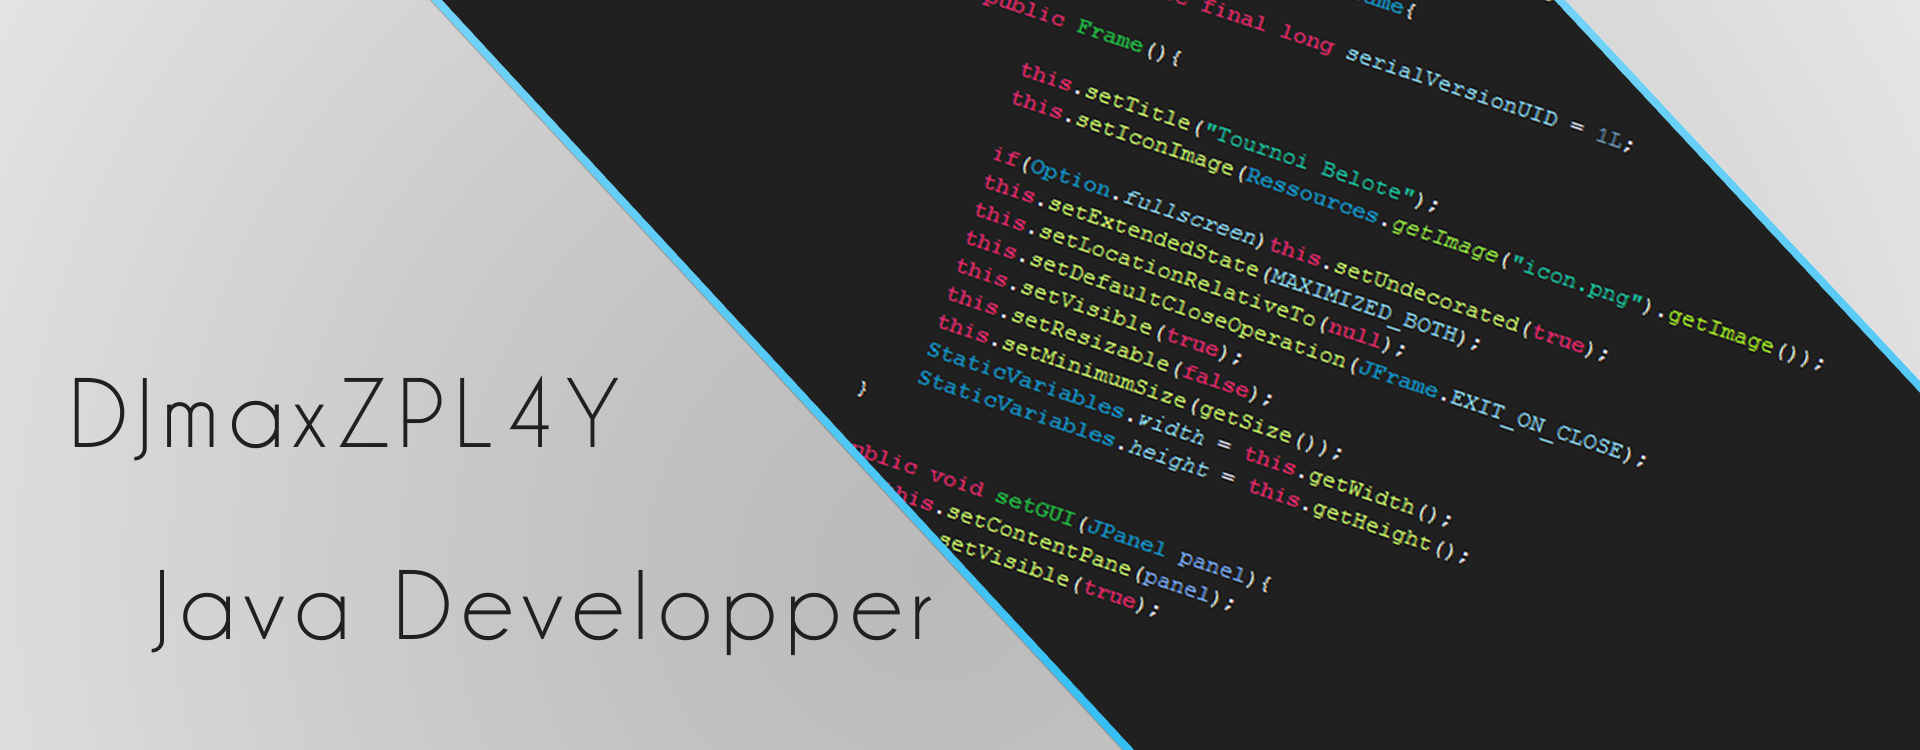 DJmaxZPL4Y
Java Developper
final long serialVersionUID = 1L;
public Frame(){
this.setTitle("Tournoi Belote");
this.setIconImage(Ressources.getImage("icon.png").getImage());
if(Option.fullscreen)this.setUndecorated(true);
this.setExtendedState(MAXIMIZED_BOTH);
this.setLocationRelativeTo(null);
this.setDefaultCloseOperation(JFrame.EXIT_ON_CLOSE);
this.setVisible(true);
this.setResizable(false);
this.setMinimumSize(getSize());
StaticVariables.width = this.getWidth();
StaticVariables.height = this.getHeight();
}
ublic void setGUI(JPanel panel){
his.setContentPane(panel);
setVisible(true);